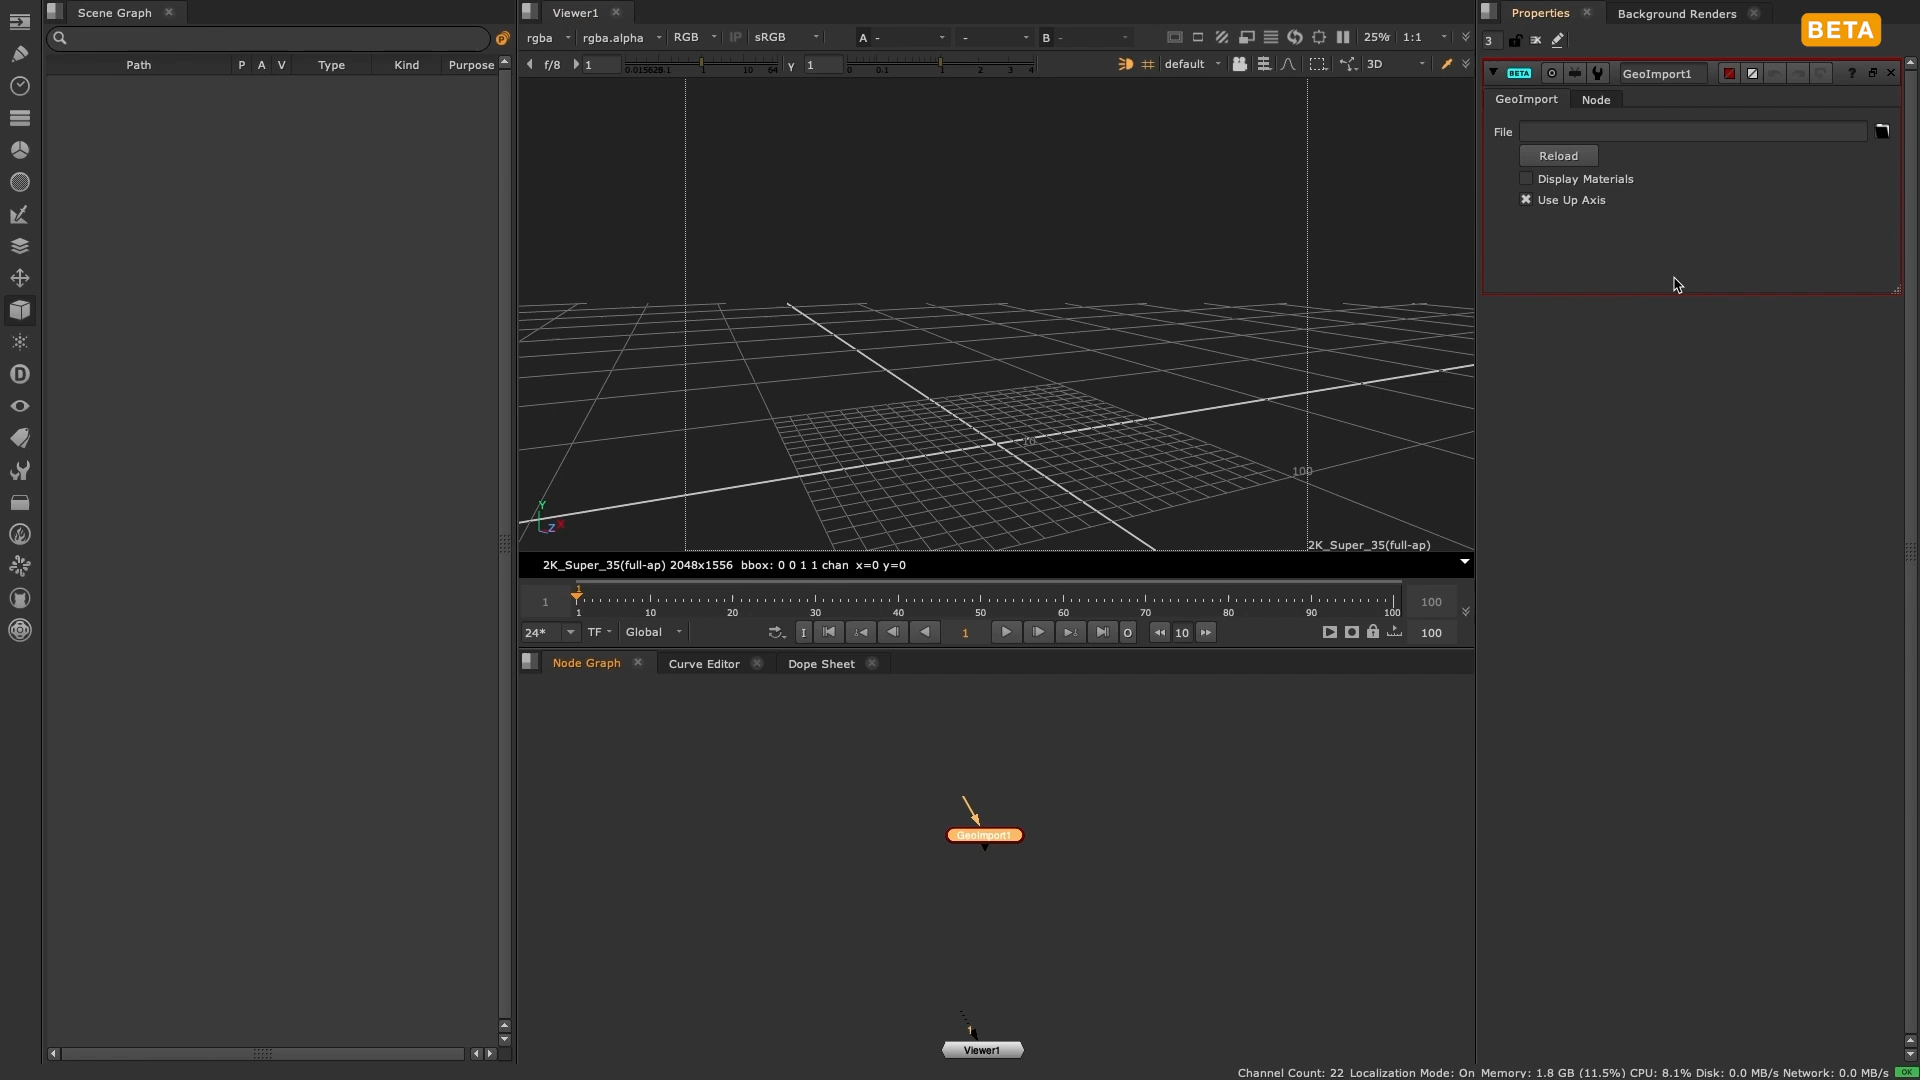 Scene Graph
Path P A V Type Kind Purpose
Viewer1
rgba rgba.alpha RGB IP sRGB A - - B - 25% 1:1
f/8 1 1 10 64 γ 1 0 0.1 1 2 3 4 default 3D
10
100
Y
Z X
2K_Super_35(full-ap)
2K_Super_35(full-ap) 2048x1556 bbox: 0 0 1 1 chan x=0 y=0
1 1 100
1 10 20 30 40 50 60 70 80 90 100
24* TF Global I 1 O 10 100
Node Graph Curve Editor Dope Sheet
GeoImport1
1
Viewer1
Properties Background Renders
BETA
3
BETA GeoImport1 ?
GeoImport Node
File
Reload
Display Materials
Use Up Axis
Channel Count: 22 Localization Mode: On Memory: 1.8 GB (11.5%) CPU: 8.1% Disk: 0.0 MB/s Network: 0.0 MB/s OK